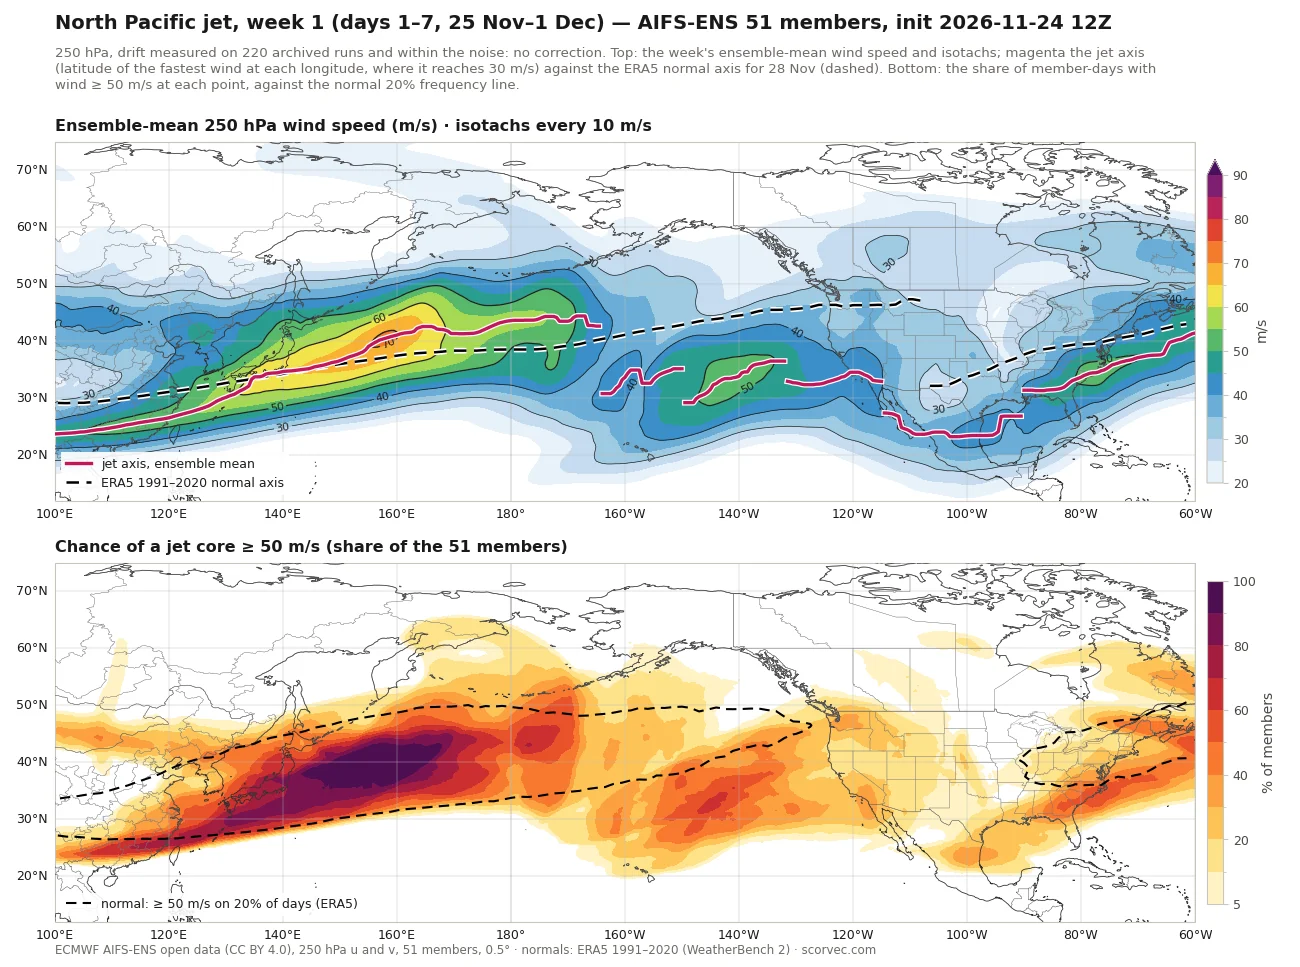 North Pacific jet, week 1 (days 1–7, 25 Nov–1 Dec) — AIFS-ENS 51 members, init 2026-11-24 12Z
250 hPa, drift measured on 220 archived runs and within the noise: no correction. Top: the week's ensemble-mean wind speed and isotachs; magenta the jet axis
(latitude of the fastest wind at each longitude, where it reaches 30 m/s) against the ERA5 normal axis for 28 Nov (dashed). Bottom: the share of member-days with
wind ≥ 50 m/s at each point, against the normal 20% frequency line.
Ensemble-mean 250 hPa wind speed (m/s) · isotachs every 10 m/s
70°N
60°N
50°N
40°N
30°N
20°N
40
30
60
70
50
40
30
40
50
40
30
30
50
40
jet axis, ensemble mean
ERA5 1991–2020 normal axis
100°E 120°E 140°E 160°E 180° 160°W 140°W 120°W 100°W 80°W 60°W
90
80
70
60
50
40
30
20
m/s
Chance of a jet core ≥ 50 m/s (share of the 51 members)
70°N
60°N
50°N
40°N
30°N
20°N
normal: ≥ 50 m/s on 20% of days (ERA5)
100°E 120°E 140°E 160°E 180° 160°W 140°W 120°W 100°W 80°W 60°W
100
80
60
40
20
5
% of members
ECMWF AIFS-ENS open data (CC BY 4.0), 250 hPa u and v, 51 members, 0.5° · normals: ERA5 1991–2020 (WeatherBench 2) · scorvec.com